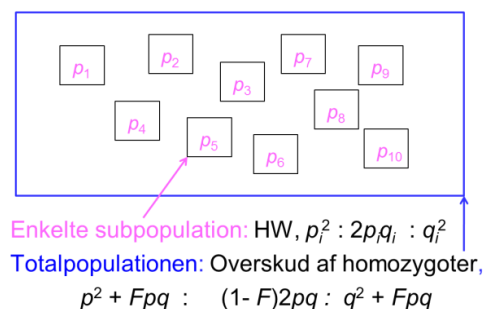 p₁ p₂ p₃ p₇ p₉
p₄ p₅ p₆ p₈ p₁₀
Enkelte subpopulation: HW, pᵢ² : 2pᵢqᵢ : qᵢ²
Totalpopulationen: Overskud af homozygoter,
p² + Fpq : (1- F)2pq : q² + Fpq